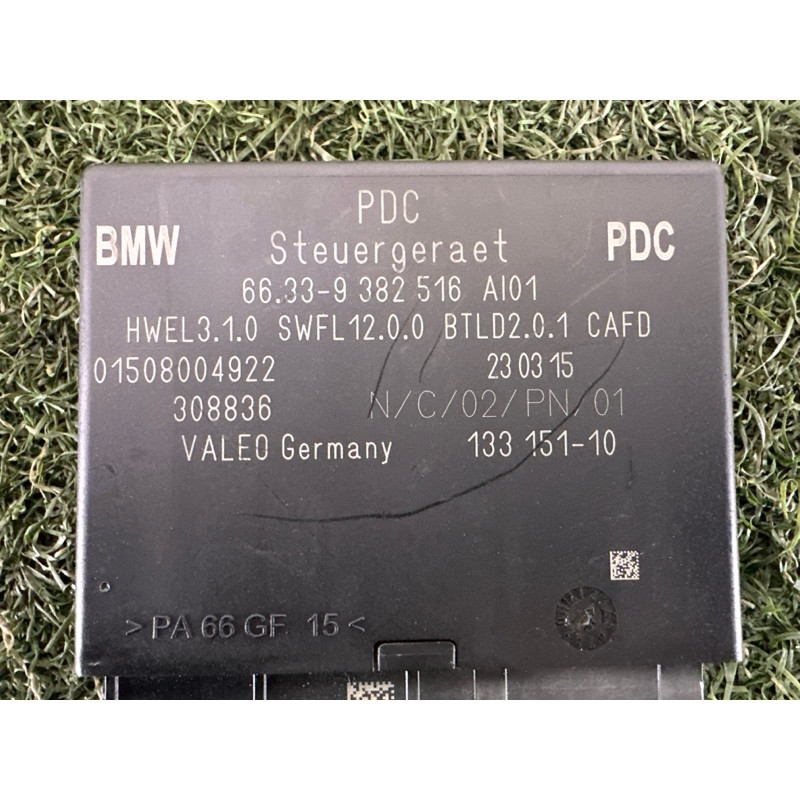 PDC
BMW Steuergeraet PDC
66.33-9 382 516 AI01
HWEL3.1.0 SWFL12.0.0 BTLD2.0.1 CAFD
01508004922 23 03 15
308836 N/C/02/PN/01
VALEO Germany 133 151-10
>PA 66 GF 15<